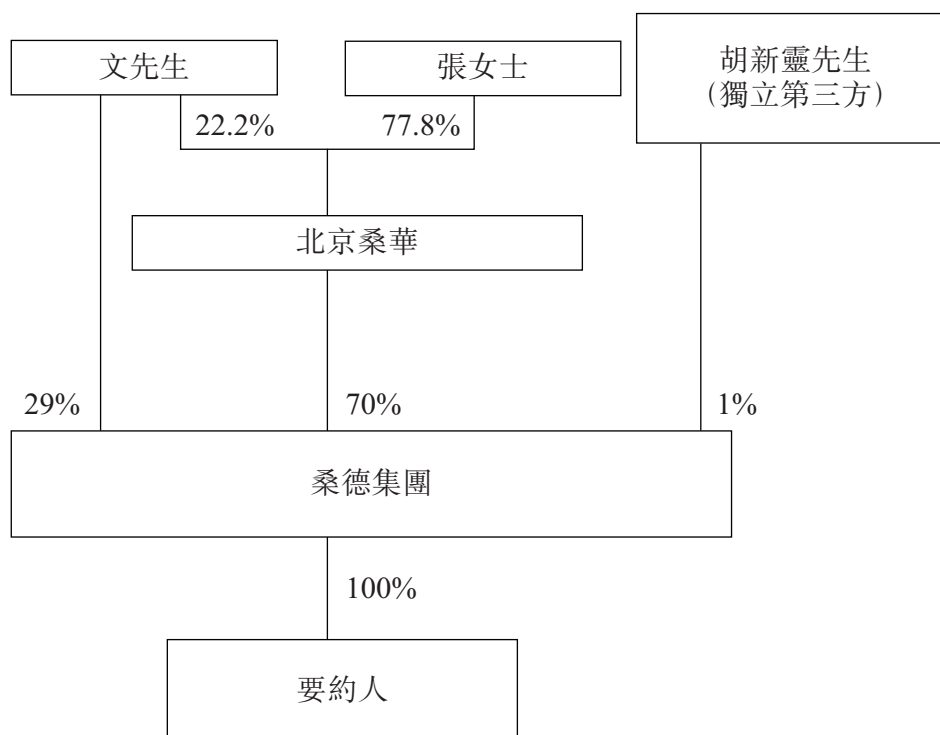 文先生
張女士
胡新靈先生
（獨立第三方）
22.2%
77.8%
北京桑華
29%
70%
1%
桑德集團
100%
要約人